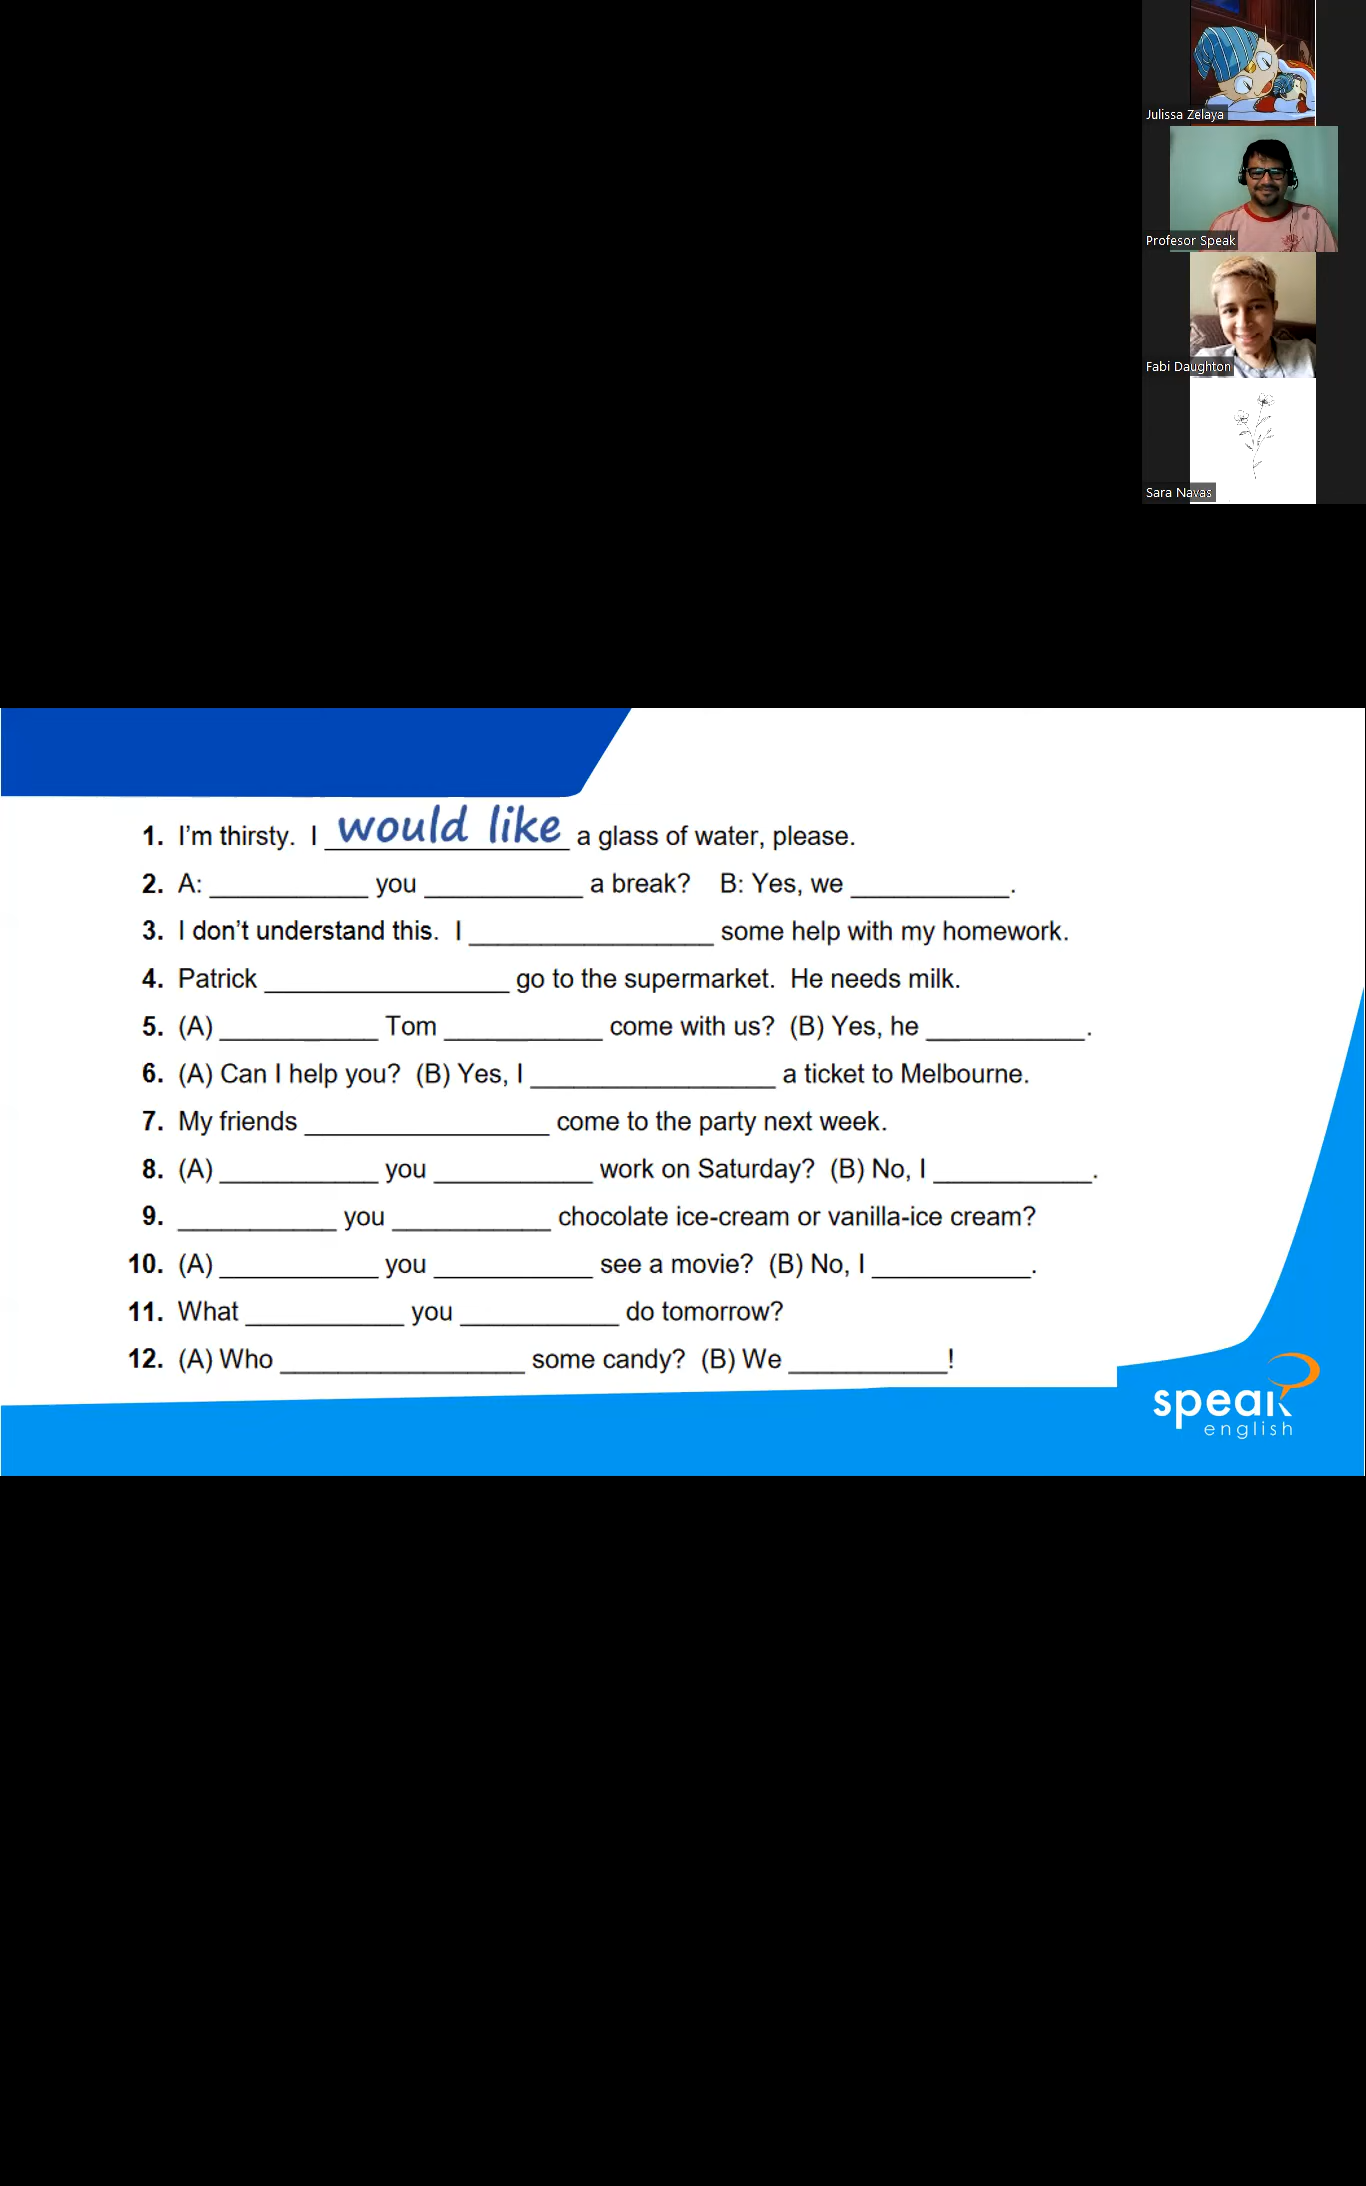 Julissa Zelaya
Profesor Speak
Fabi Daughton
Sara Navas
1. I'm thirsty. I would like a glass of water, please.
2. A: ___________ you ___________ a break? B: Yes, we ___________.
3. I don't understand this. I _________________ some help with my homework.
4. Patrick _________________ go to the supermarket. He needs milk.
5. (A) ___________ Tom ___________ come with us? (B) Yes, he ___________.
6. (A) Can I help you? (B) Yes, I _________________ a ticket to Melbourne.
7. My friends _________________ come to the party next week.
8. (A) ___________ you ___________ work on Saturday? (B) No, I ___________.
9. ___________ you ___________ chocolate ice-cream or vanilla-ice cream?
10. (A) ___________ you ___________ see a movie? (B) No, I ___________.
11. What ___________ you ___________ do tomorrow?
12. (A) Who _________________ some candy? (B) We ___________!
speak
english